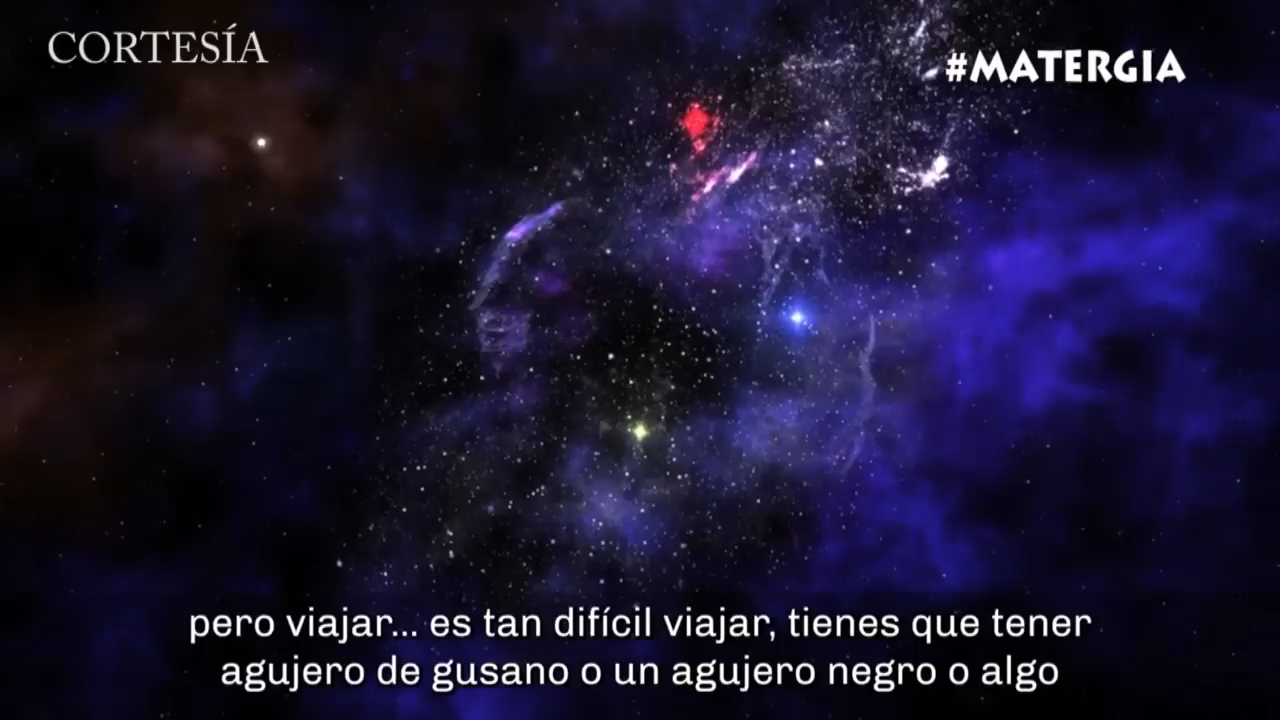 CORTESÍA
#MATERGIA
pero viajar... es tan difícil viajar, tienes que tener
agujero de gusano o un agujero negro o algo